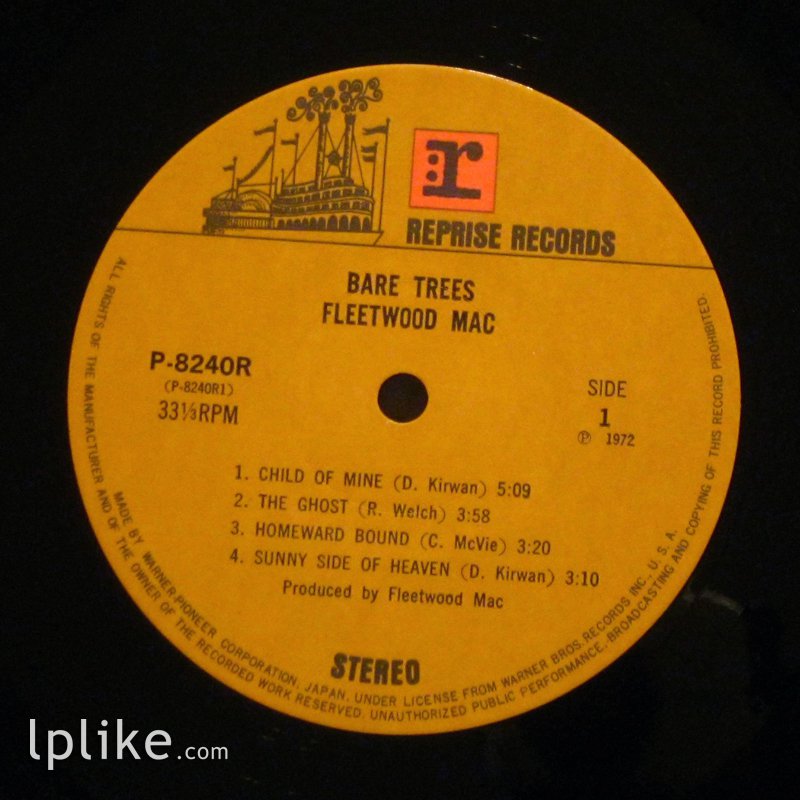 r
REPRISE RECORDS
BARE TREES
FLEETWOOD MAC
P-8240R
(P-8240R1)
33⅓RPM
SIDE
1
℗ 1972
1. CHILD OF MINE (D. Kirwan) 5:09
2. THE GHOST (R. Welch) 3:58
3. HOMEWARD BOUND (C. McVie) 3:20
4. SUNNY SIDE OF HEAVEN (D. Kirwan) 3:10
Produced by Fleetwood Mac
STEREO
MADE BY WARNER-PIONEER CORPORATION, JAPAN, UNDER LICENSE FROM WARNER BROS. RECORDS INC., U.S.A.
ALL RIGHTS OF THE MANUFACTURER AND OF THE OWNER OF THE RECORDED WORK RESERVED. UNAUTHORIZED PUBLIC PERFORMANCE, BROADCASTING AND COPYING OF THIS RECORD PROHIBITED.
lplike.com